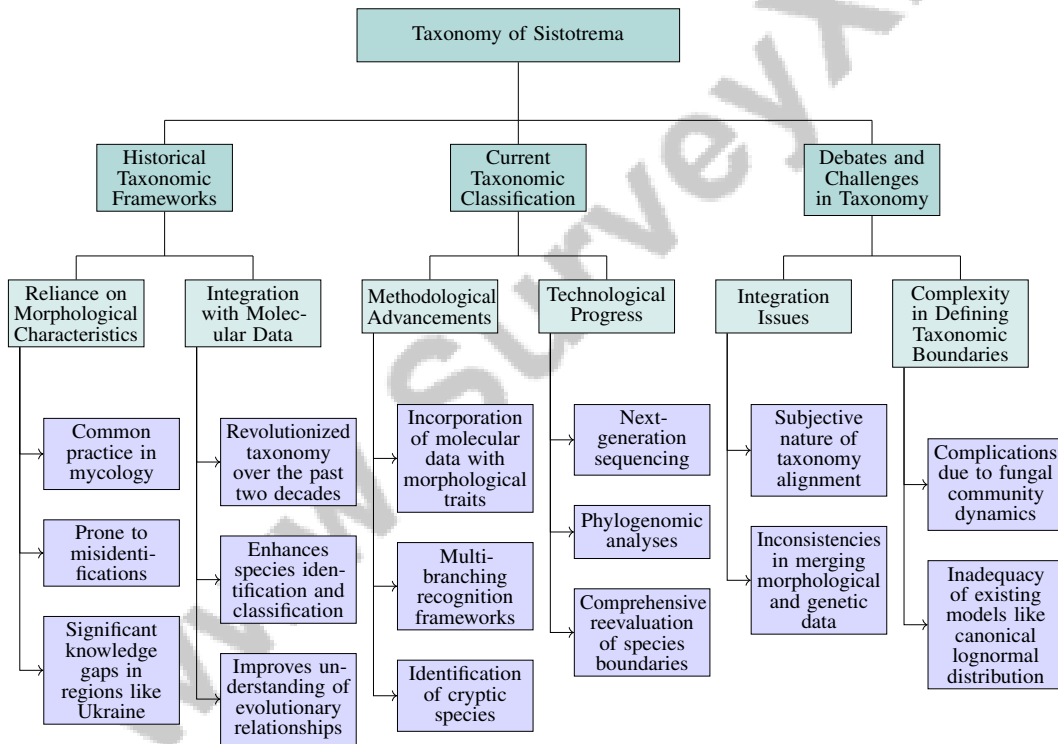 Taxonomy of Sistotrema
Historical
Taxonomic
Frameworks
Current
Taxonomic
Classification
Debates and
Challenges
in Taxonomy
Reliance on
Morphological
Characteristics
Integration
with Molec-
ular Data
Methodological
Advancements
Technological
Progress
Integration
Issues
Complexity
in Defining
Taxonomic
Boundaries
Common
practice in
mycology
Prone to
misidenti-
fications
Significant
knowledge
gaps in
regions like
Ukraine
Revolutionized
taxonomy
over the past
two decades
Enhances
species iden-
tification and
classification
Improves un-
derstanding of
evolutionary
relationships
Incorporation
of molecular
data with
morphological
traits
Multi-
branching
recognition
frameworks
Identification
of cryptic
species
Next-
generation
sequencing
Phylogenomic
analyses
Comprehensive
reevaluation
of species
boundaries
Subjective
nature of
taxonomy
alignment
Inconsistencies
in merging
morphological
and genetic
data
Complications
due to fungal
community
dynamics
Inadequacy
of existing
models like
canonical
lognormal
distribution